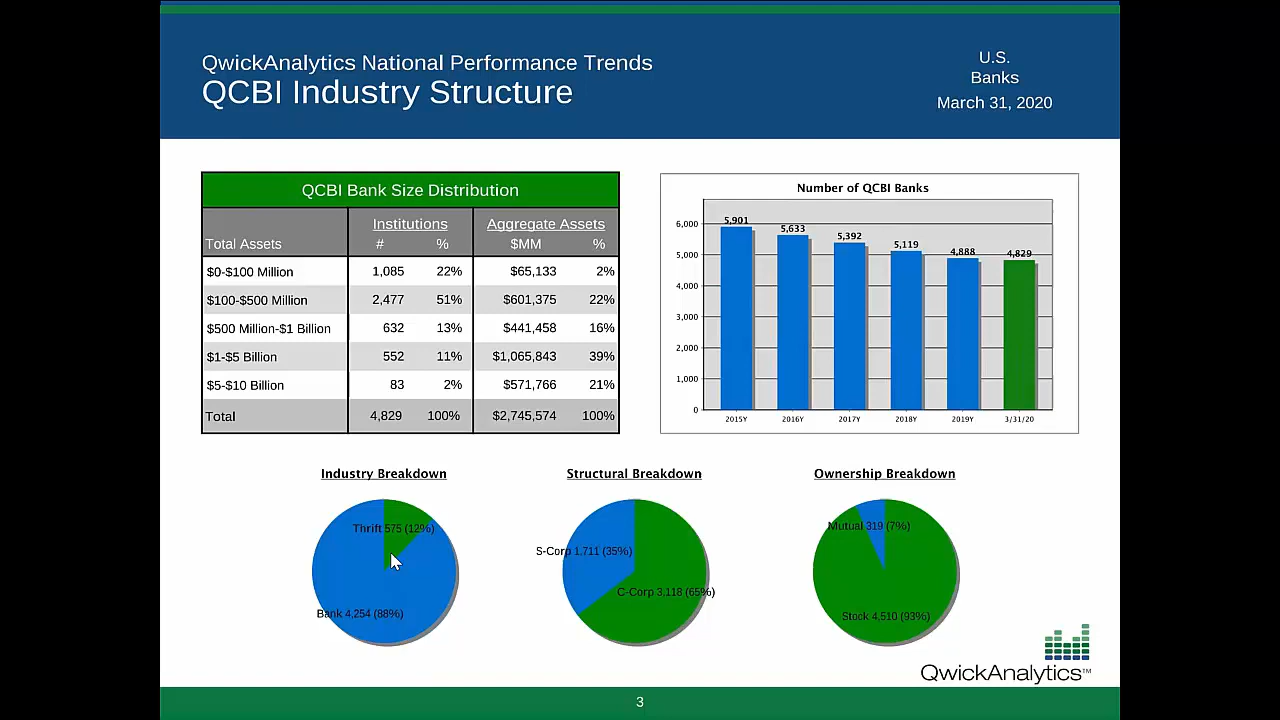 QwickAnalytics National Performance Trends
QCBI Industry Structure
U.S.
Banks
March 31, 2020
QCBI Bank Size Distribution
Institutions Aggregate Assets
Total Assets # % $MM %
$0-$100 Million 1,085 22% $65,133 2%
$100-$500 Million 2,477 51% $601,375 22%
$500 Million-$1 Billion 632 13% $441,458 16%
$1-$5 Billion 552 11% $1,065,843 39%
$5-$10 Billion 83 2% $571,766 21%
Total 4,829 100% $2,745,574 100%
Number of QCBI Banks
6,000
5,000
4,000
3,000
2,000
1,000
0
5,901 5,633 5,392 5,119 4,888 4,829
2015Y 2016Y 2017Y 2018Y 2019Y 3/31/20
Industry Breakdown
Thrift 575 (12%)
Bank 4,254 (88%)
Structural Breakdown
S-Corp 1,711 (35%)
C-Corp 3,118 (65%)
Ownership Breakdown
Mutual 319 (7%)
Stock 4,510 (93%)
QwickAnalytics™
3